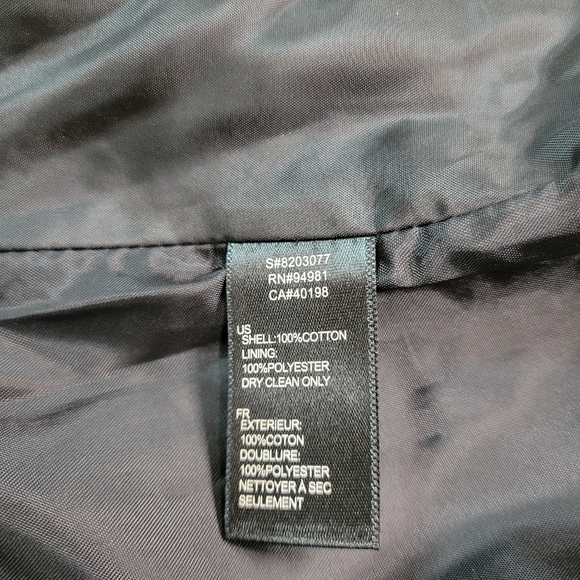 S#8203077
RN#94981
CA#40198
US
SHELL:100%COTTON
LINING:
100%POLYESTER
DRY CLEAN ONLY
FR
EXTERIEUR:
100%COTON
DOUBLURE:
100%POLYESTER
NETTOYER À SEC
SEULEMENT